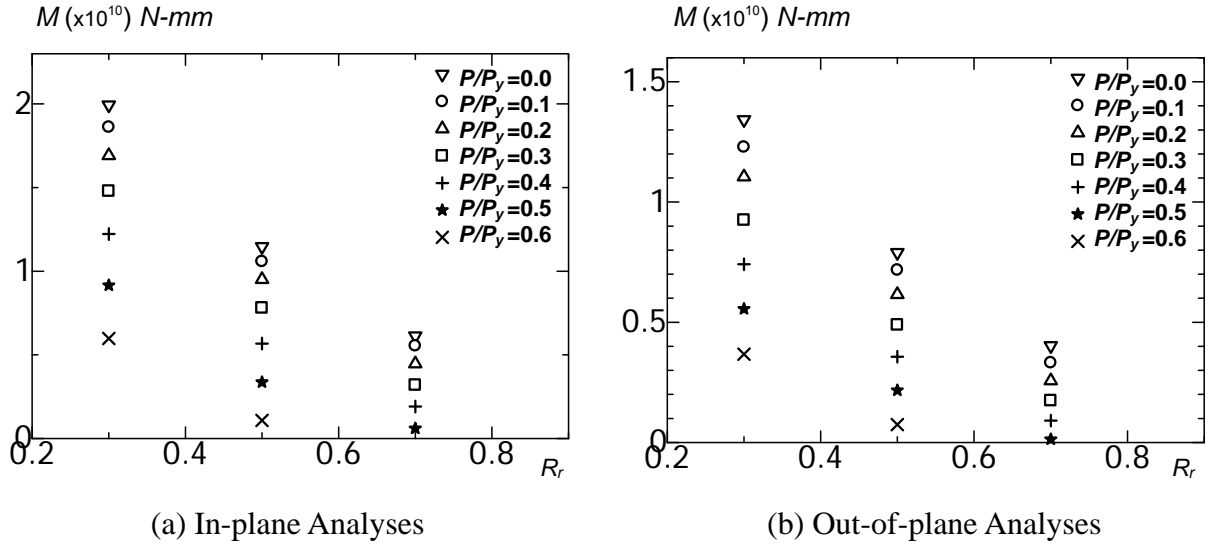 M (x10^10) N-mm
2
1
0
0.2 0.4 0.6 0.8
R_r
P/P_y=0.0
P/P_y=0.1
P/P_y=0.2
P/P_y=0.3
P/P_y=0.4
P/P_y=0.5
P/P_y=0.6
(a) In-plane Analyses
M (x10^10) N-mm
1.5
1
0.5
0
0.2 0.4 0.6 0.8
R_r
P/P_y=0.0
P/P_y=0.1
P/P_y=0.2
P/P_y=0.3
P/P_y=0.4
P/P_y=0.5
P/P_y=0.6
(b) Out-of-plane Analyses